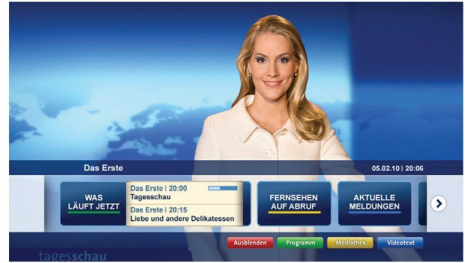 Das Erste
05.02.10 | 20:06
WAS
LÄUFT JETZT
Das Erste | 20:00
Tagesschau
Das Erste | 20:15
Liebe und andere Delikatessen
FERNSEHEN
AUF ABRUF
AKTUELLE
MELDUNGEN
Ausblenden
Programm
Mediathek
Videotext
tagesschau